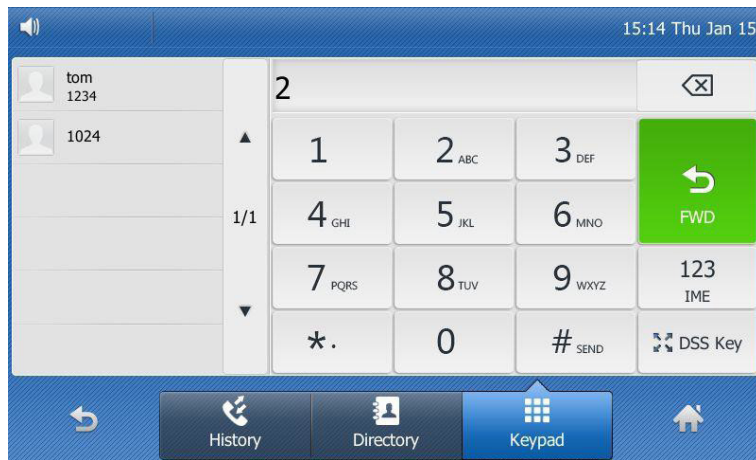 15:14 Thu Jan 15
tom
1234
1024
1/1
2
1
2 ABC
3 DEF
4 GHI
5 JKL
6 MNO
7 PQRS
8 TUV
9 WXYZ
*.
0
# SEND
FWD
123
IME
DSS Key
History
Directory
Keypad